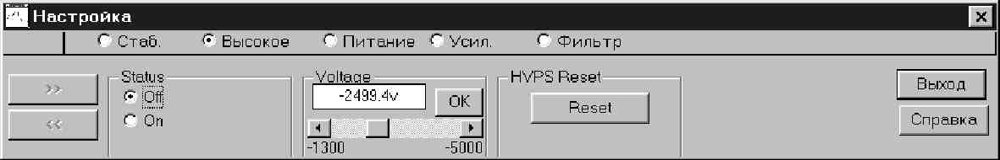 Настройка
Стаб. Высокое Питание Усил. Фильтр
>> Status Voltage HVPS Reset Выход
Off -2499.4v OK Reset
<< On Справка
-1300 -5000